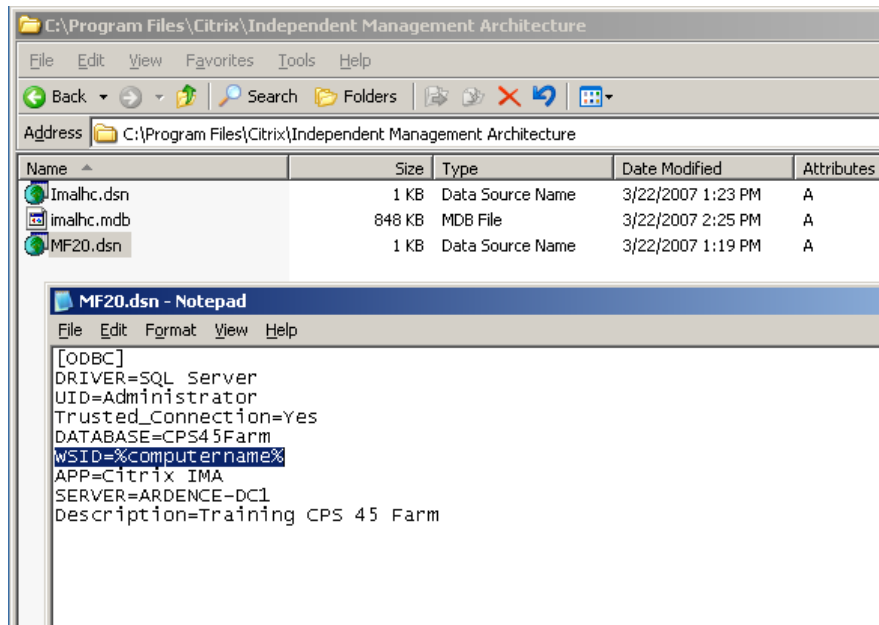 C:\Program Files\Citrix\Independent Management Architecture
File Edit View Favorites Tools Help
Back Search Folders
Address C:\Program Files\Citrix\Independent Management Architecture
Name Size Type Date Modified Attributes
Imalhc.dsn 1 KB Data Source Name 3/22/2007 1:23 PM A
imalhc.mdb 848 KB MDB File 3/22/2007 2:25 PM A
MF20.dsn 1 KB Data Source Name 3/22/2007 1:19 PM A
MF20.dsn - Notepad
File Edit Format View Help
[ODBC]
DRIVER=SQL Server
UID=Administrator
Trusted_Connection=Yes
DATABASE=CPS45Farm
WSID=%computername%
APP=Citrix IMA
SERVER=ARDENCE-DC1
Description=Training CPS 45 Farm